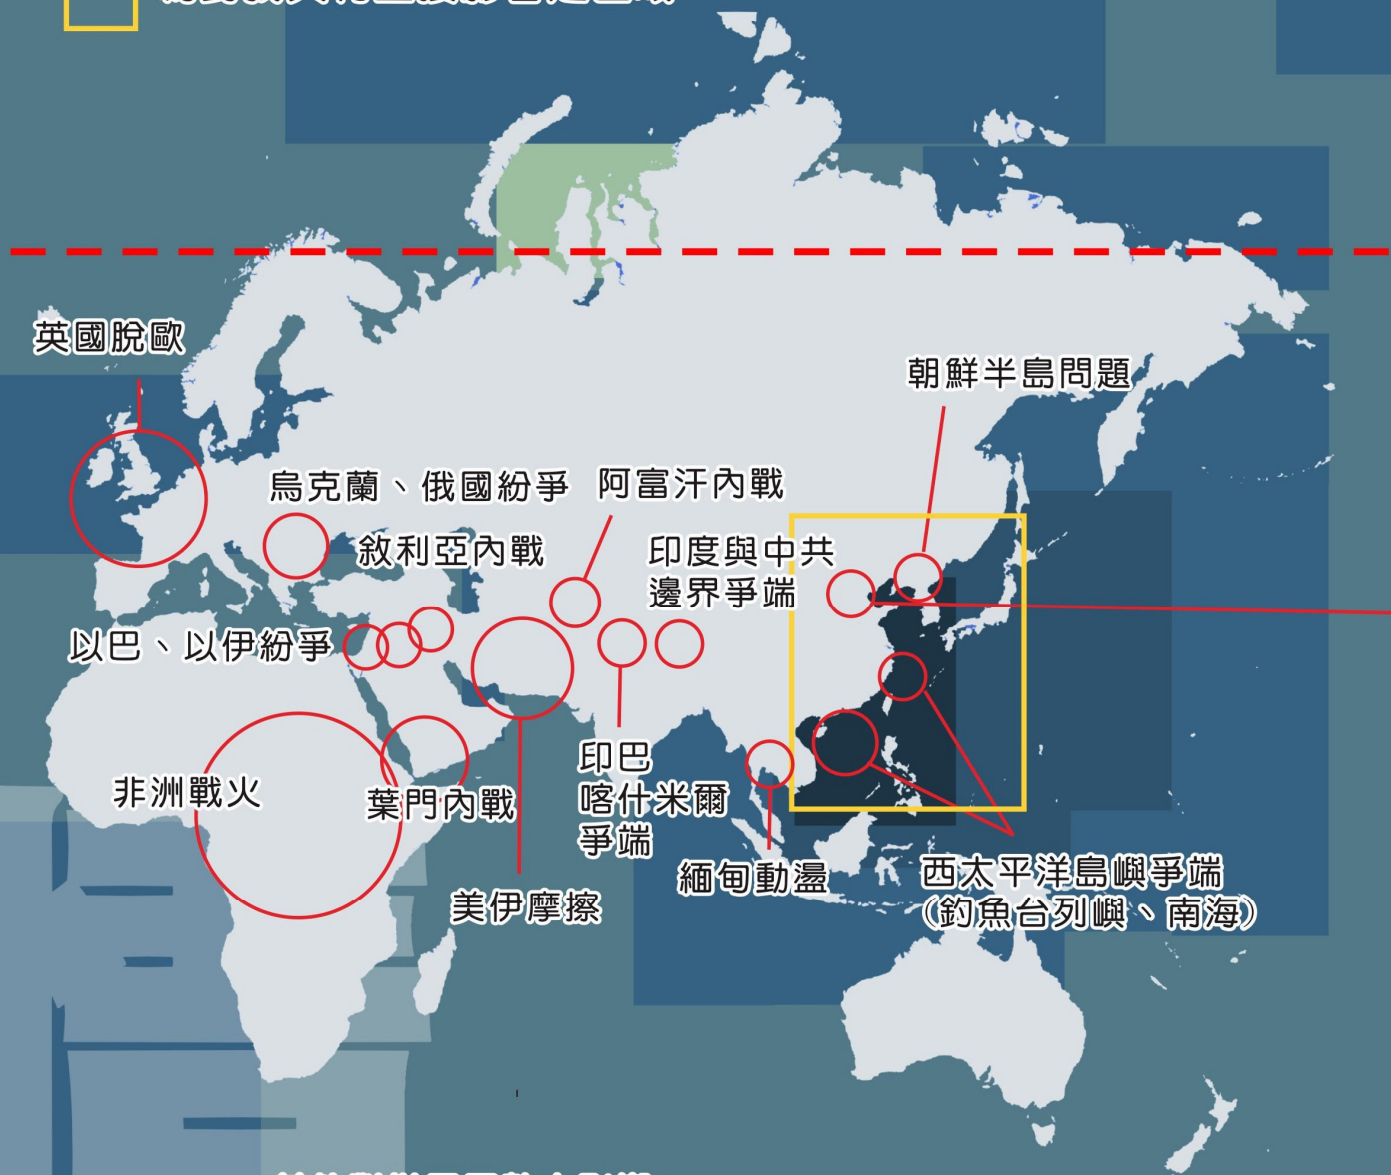 英國脫歐
朝鮮半島問題
烏克蘭、俄國紛爭
阿富汗內戰
敘利亞內戰
印度與中共
邊界爭端
以巴、以伊紛爭
非洲戰火
葉門內戰
印巴
喀什米爾
爭端
美伊摩擦
緬甸動盪
西太平洋島嶼爭端
(釣魚台列嶼、南海)